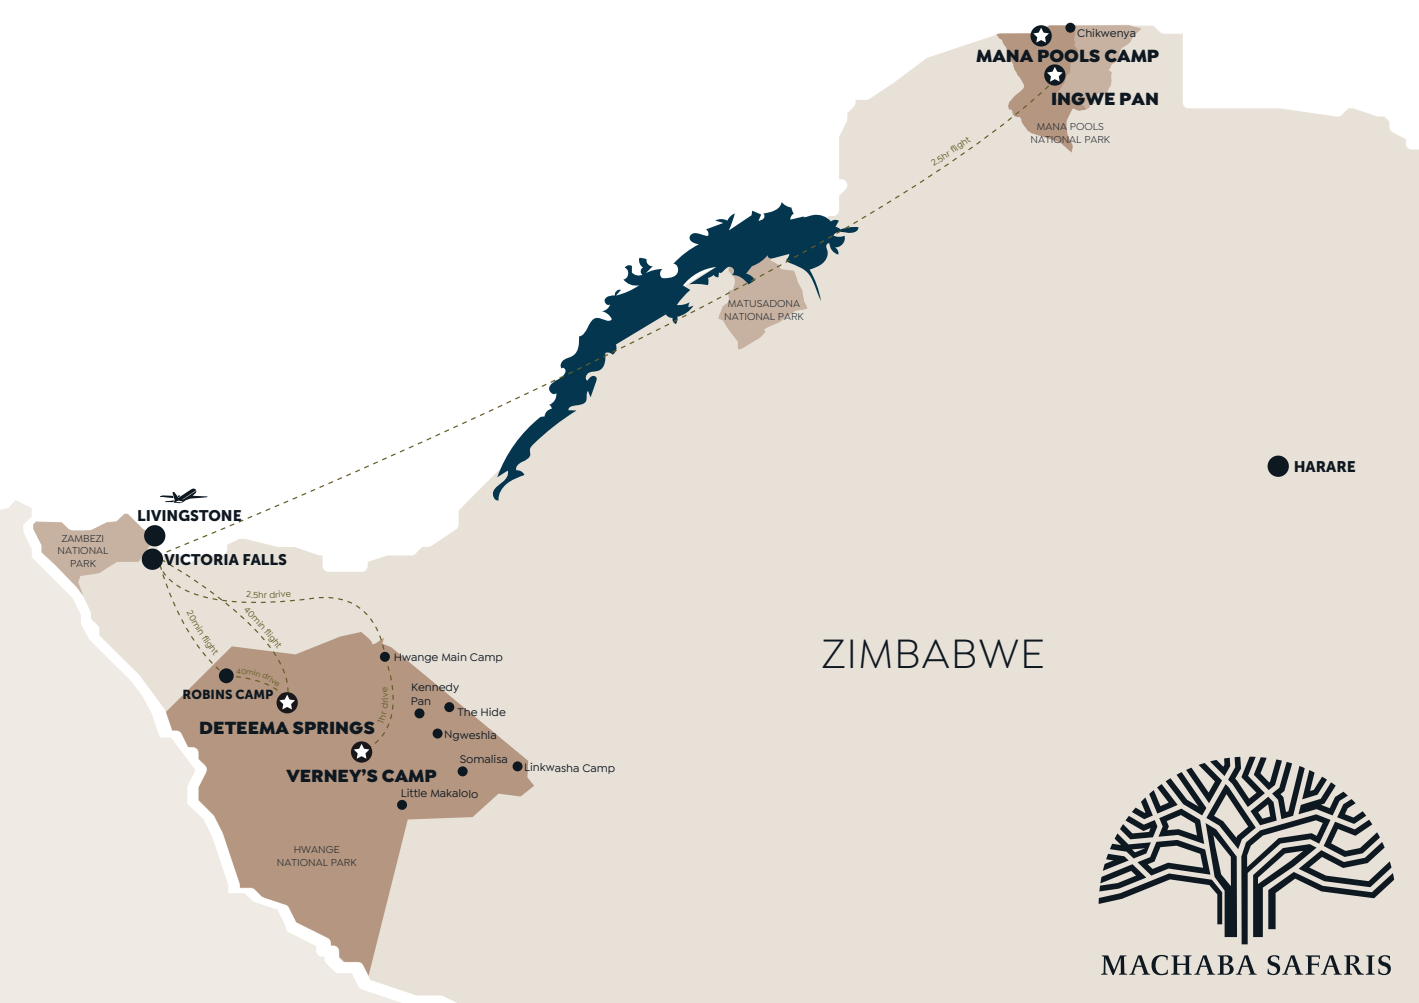 Chikwenya
MANA POOLS CAMP
INGWE PAN
MANA POOLS
NATIONAL PARK
2.5hr flight
MATUSADONA
NATIONAL PARK
HARARE
LIVINGSTONE
ZAMBEZI
NATIONAL
PARK
VICTORIA FALLS
2.5hr drive
20min flight
40min flight
ZIMBABWE
Hwange Main Camp
40min drive
ROBINS CAMP
Kennedy
Pan
1hr drive
The Hide
DETEEMA SPRINGS
Ngweshla
Somalisa
Linkwasha Camp
VERNEY'S CAMP
Little Makalolo
HWANGE
NATIONAL PARK
MACHABA SAFARIS